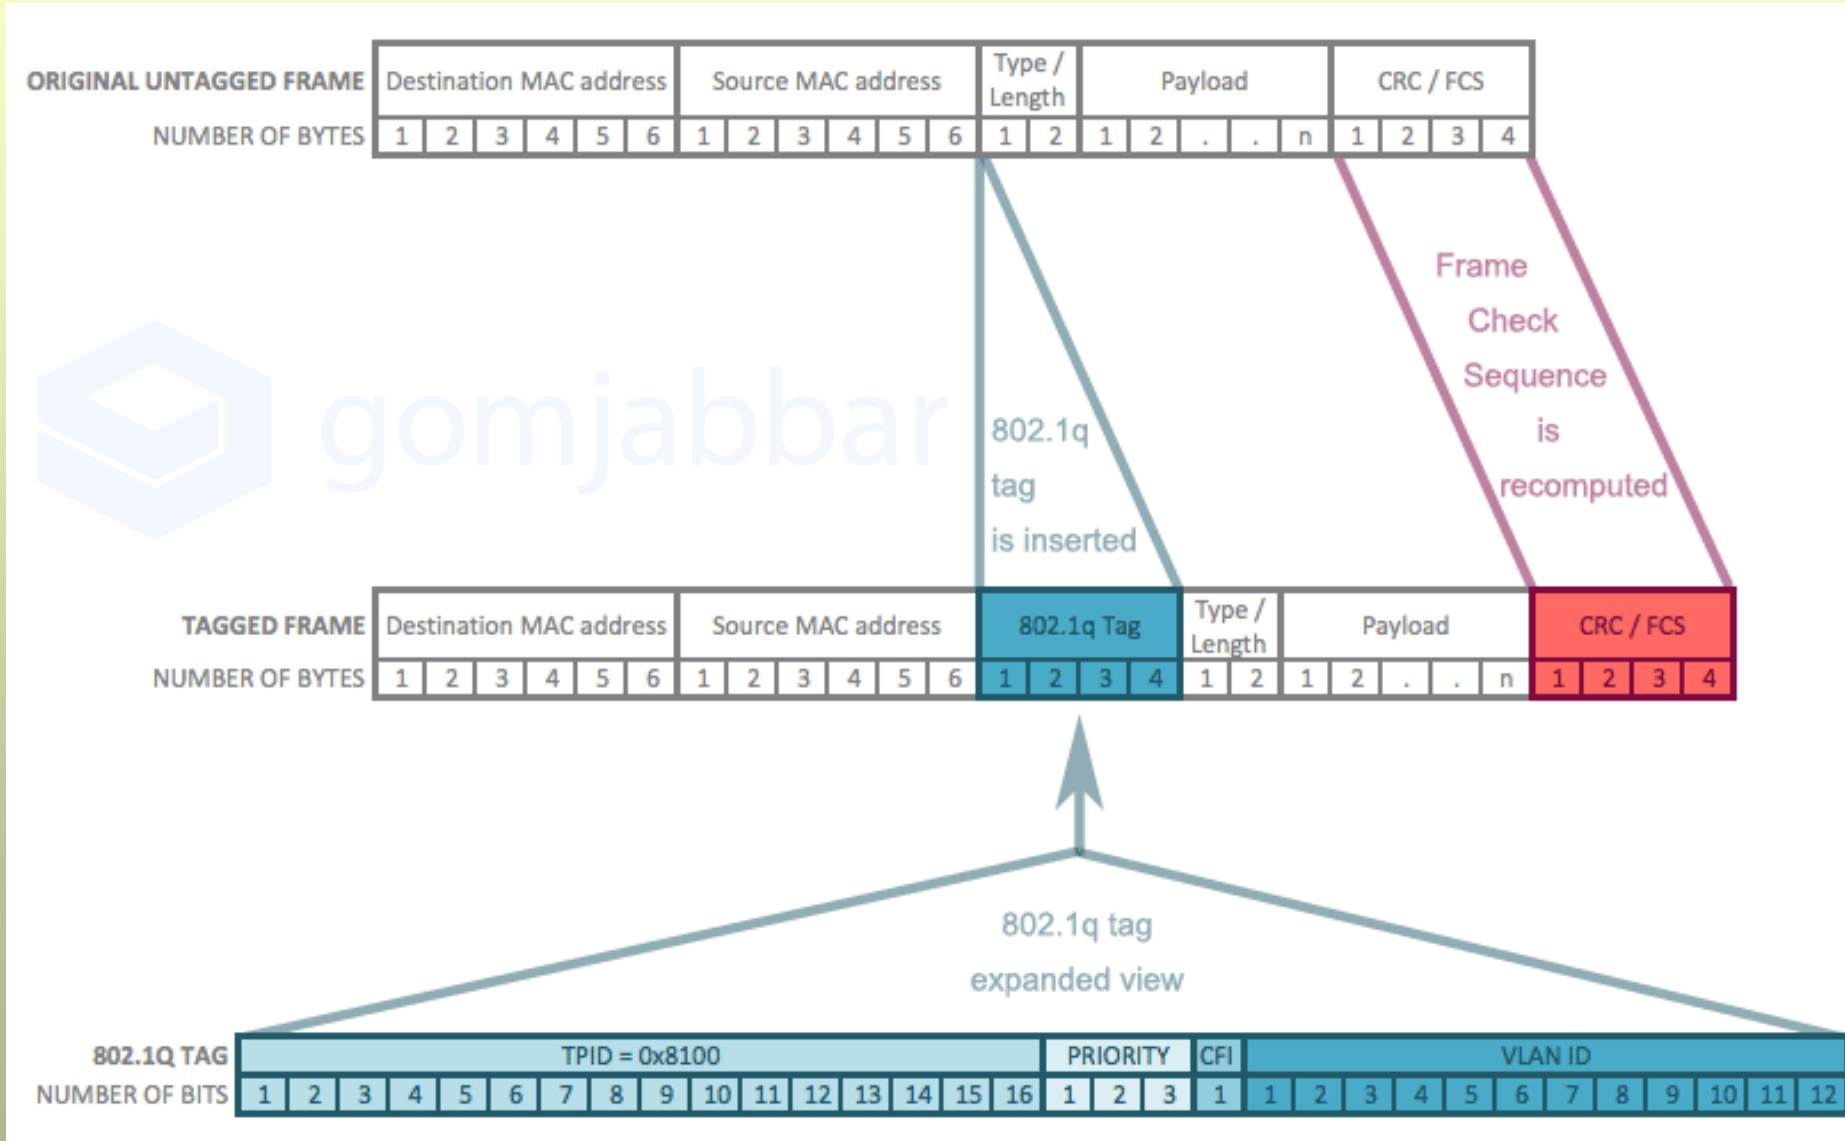 ORIGINAL UNTAGGED FRAME Destination MAC address Source MAC address Type / Length Payload CRC / FCS
NUMBER OF BYTES 1 2 3 4 5 6 1 2 3 4 5 6 1 2 1 2 . . n 1 2 3 4
Frame
Check
Sequence
is
recomputed
gomjabbar
802.1q
tag
is inserted
TAGGED FRAME Destination MAC address Source MAC address 802.1q Tag Type / Length Payload CRC / FCS
NUMBER OF BYTES 1 2 3 4 5 6 1 2 3 4 5 6 1 2 3 4 1 2 1 2 . . n 1 2 3 4
802.1q tag
expanded view
802.1Q TAG TPID = 0x8100 PRIORITY CFI VLAN ID
NUMBER OF BITS 1 2 3 4 5 6 7 8 9 10 11 12 13 14 15 16 1 2 3 1 1 2 3 4 5 6 7 8 9 10 11 12